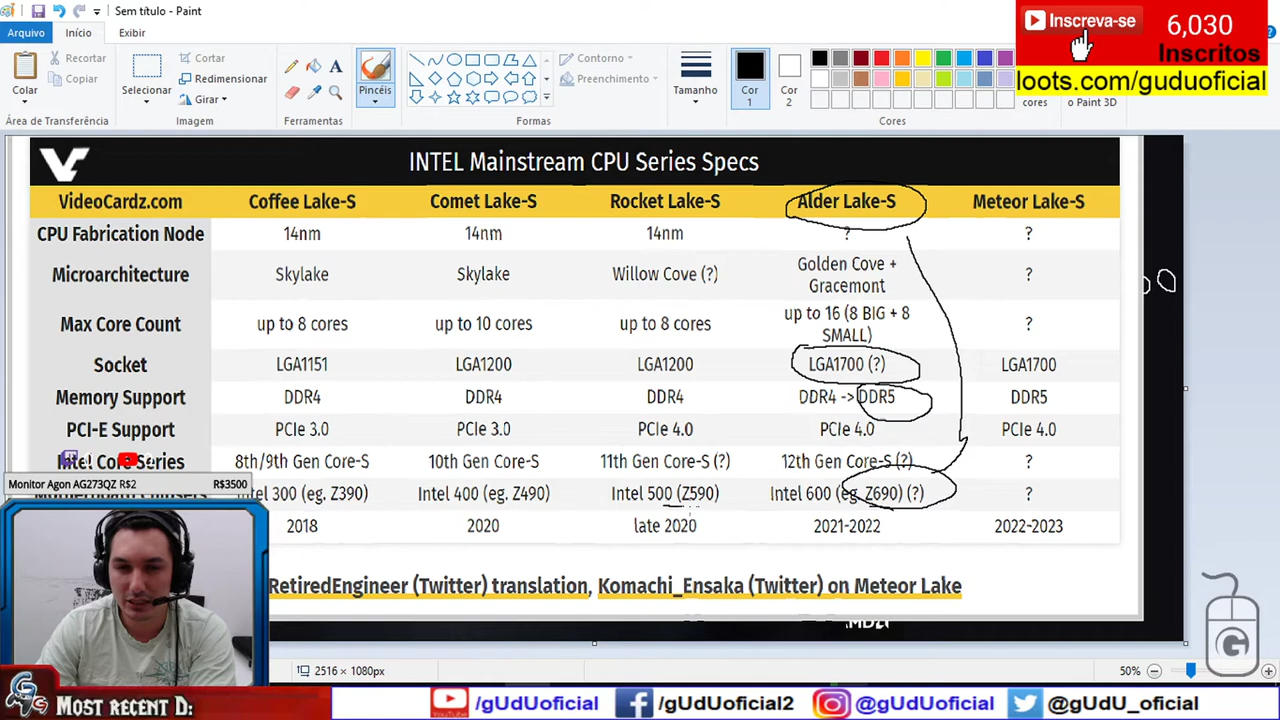 Sem título - Paint
Arquivo Início Exibir
Inscreva-se 6,030
Inscritos
loots.com/guduoficial
Colar Recortar
Copiar
Selecionar Cortar
Redimensionar
Girar
Pincéis
Contorno
Preenchimento
Tamanho
Cor
1
Cor
2
cores
o Paint 3D
Área de Transferência Imagem Ferramentas Formas Cores
INTEL Mainstream CPU Series Specs
VideoCardz.com Coffee Lake-S Comet Lake-S Rocket Lake-S Alder Lake-S Meteor Lake-S
CPU Fabrication Node 14nm 14nm 14nm ? ?
Microarchitecture Skylake Skylake Willow Cove (?) Golden Cove + Gracemont ?
Max Core Count up to 8 cores up to 10 cores up to 8 cores up to 16 (8 BIG + 8 SMALL) ?
Socket LGA1151 LGA1200 LGA1200 LGA1700 (?) LGA1700
Memory Support DDR4 DDR4 DDR4 DDR4 -> DDR5 DDR5
PCI-E Support PCIe 3.0 PCIe 3.0 PCIe 4.0 PCIe 4.0 PCIe 4.0
Intel Core Series 8th/9th Gen Core-S 10th Gen Core-S 11th Gen Core-S (?) 12th Gen Core-S (?) ?
Monitor Agon AG273QZ R$2 R$3500
Intel 300 (eg. Z390) Intel 400 (eg. Z490) Intel 500 (Z590) Intel 600 (eg. Z690) (?) ?
2018 2020 late 2020 2021-2022 2022-2023
RetiredEngineer (Twitter) translation, Komachi_Ensaka (Twitter) on Meteor Lake
2516 × 1080px 50%
Most recent D:
/gUdUoficial /gUdUoficial2 @gUdUoficial @gUdU_oficial